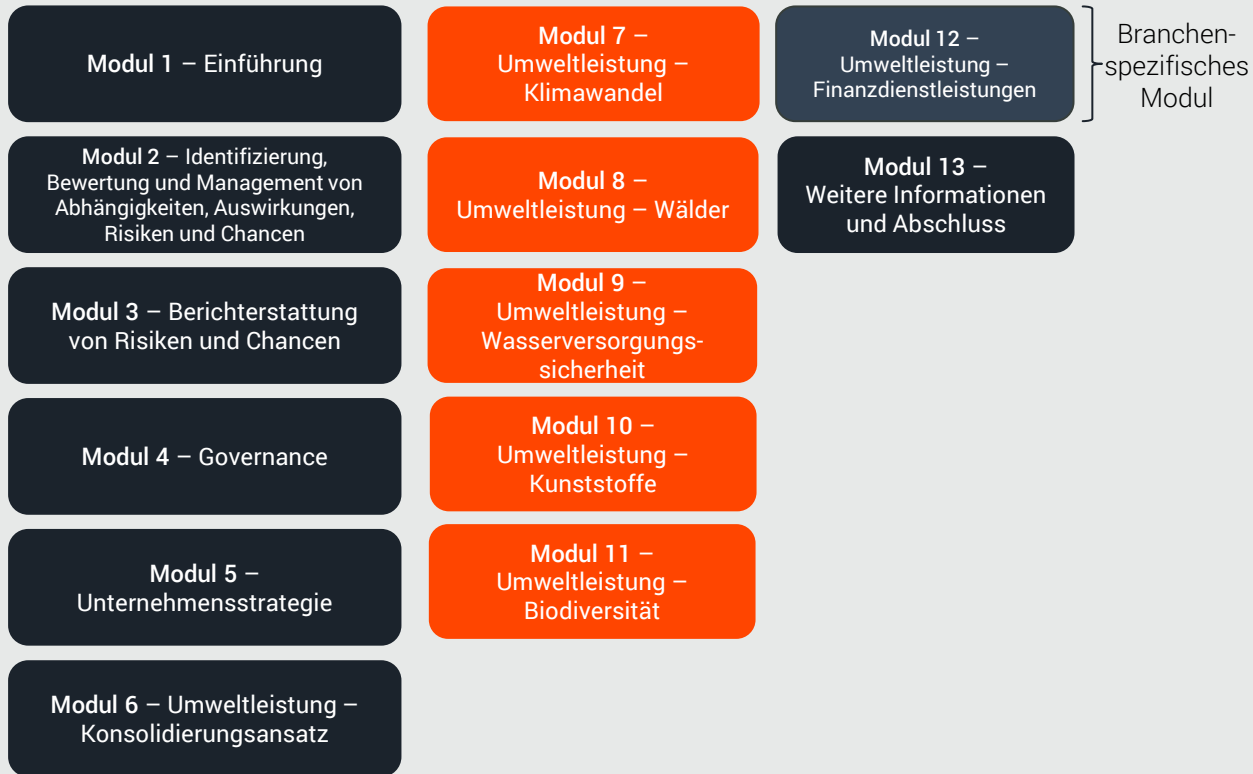 Modul 1 – Einführung
Modul 2 – Identifizierung,
Bewertung und Management von
Abhängigkeiten, Auswirkungen,
Risiken und Chancen
Modul 3 – Berichterstattung
von Risiken und Chancen
Modul 4 – Governance
Modul 5 –
Unternehmensstrategie
Modul 6 – Umweltleistung –
Konsolidierungsansatz
Modul 7 –
Umweltleistung –
Klimawandel
Modul 8 –
Umweltleistung – Wälder
Modul 9 –
Umweltleistung –
Wasserversorgungs-
sicherheit
Modul 10 –
Umweltleistung –
Kunststoffe
Modul 11 –
Umweltleistung –
Biodiversität
Modul 12 –
Umweltleistung –
Finanzdienstleistungen
Modul 13 –
Weitere Informationen
und Abschluss
Branchen-
spezifisches
Modul